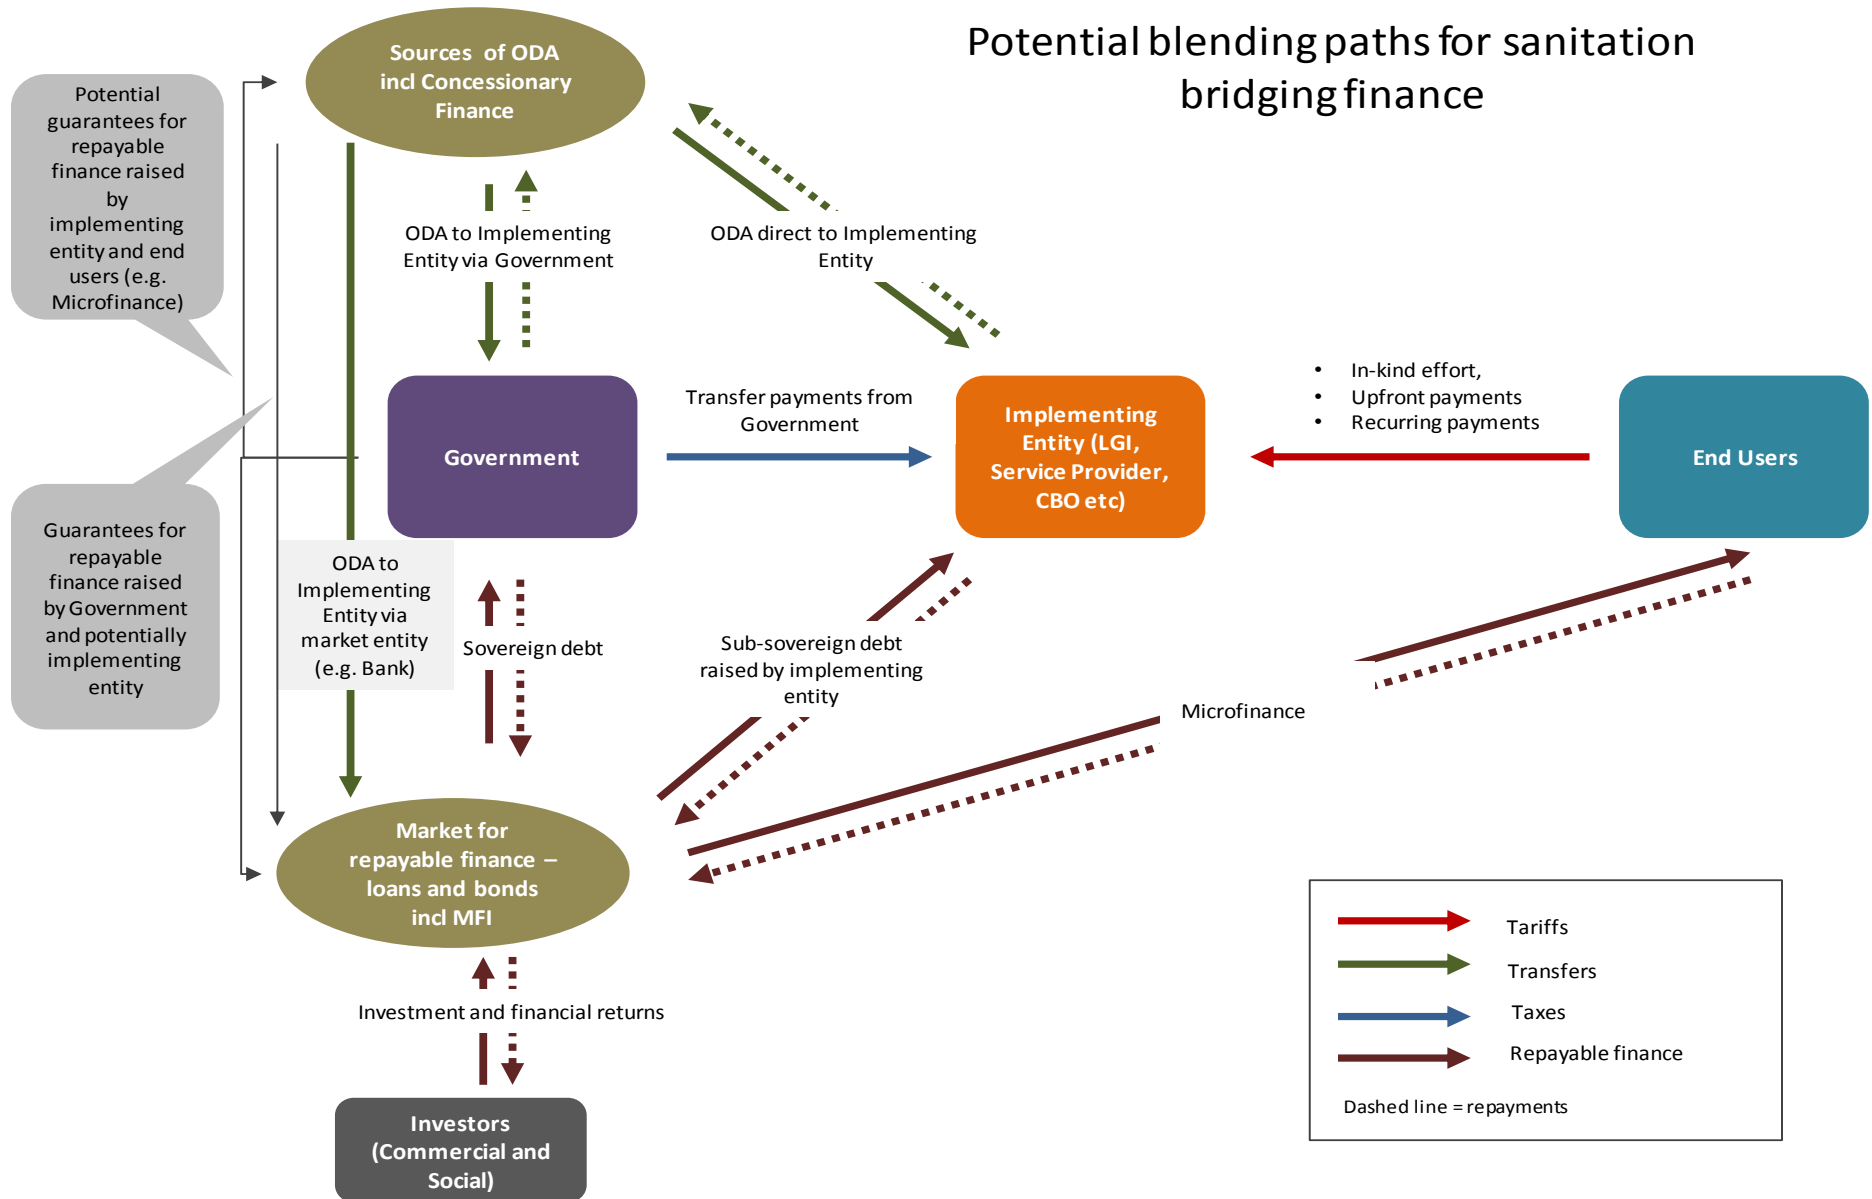 Potential blending paths for sanitation
bridging finance
Sources of ODA
incl Concessionary
Finance
Potential
guarantees for
repayable
finance raised
by
implementing
entity and end
users (e.g.
Microfinance)
ODA to Implementing
Entity via Government
ODA direct to Implementing
Entity
Government
Transfer payments from
Government
Implementing
Entity (LGI,
Service Provider,
CBO etc)
• In-kind effort,
• Upfront payments
• Recurring payments
End Users
Guarantees for
repayable
finance raised
by Government
and potentially
implementing
entity
ODA to
Implementing
Entity via
market entity
(e.g. Bank)
Sovereign debt
Sub-sovereign debt
raised by implementing
entity
Microfinance
Market for
repayable finance –
loans and bonds
incl MFI
Investment and financial returns
Investors
(Commercial and
Social)
Tariffs
Transfers
Taxes
Repayable finance
Dashed line = repayments